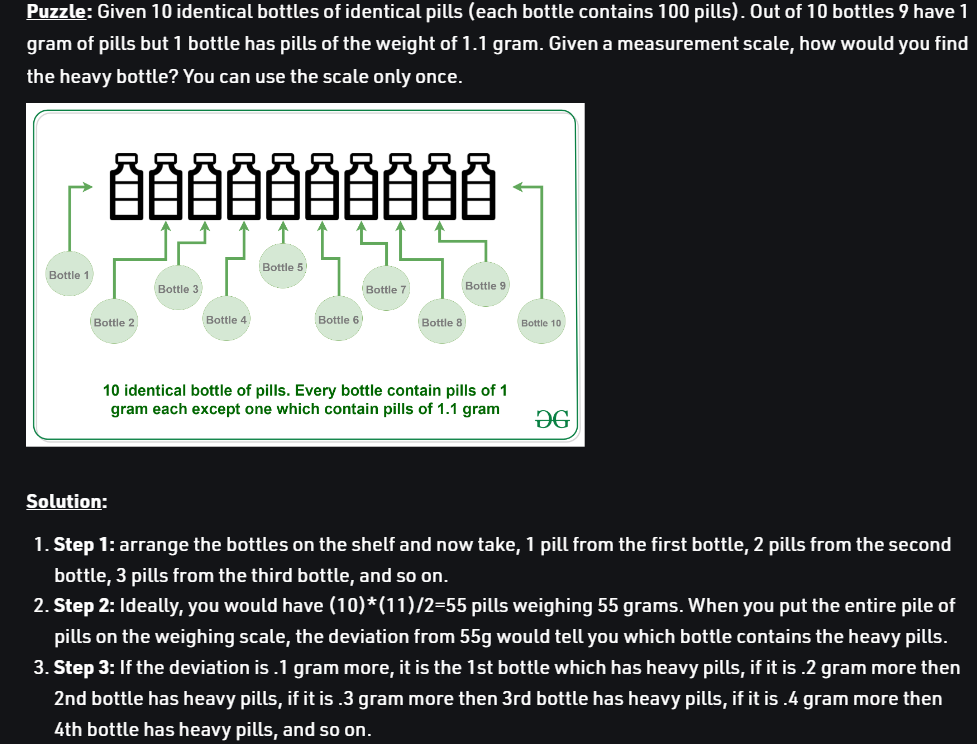 Puzzle: Given 10 identical bottles of identical pills (each bottle contains 100 pills). Out of 10 bottles 9 have 1
gram of pills but 1 bottle has pills of the weight of 1.1 gram. Given a measurement scale, how would you find
the heavy bottle? You can use the scale only once.
Bottle 1
Bottle 2
Bottle 3
Bottle 4
Bottle 5
Bottle 6
Bottle 7
Bottle 8
Bottle 9
Bottle 10
10 identical bottle of pills. Every bottle contain pills of 1
gram each except one which contain pills of 1.1 gram
Solution:
1. Step 1: arrange the bottles on the shelf and now take, 1 pill from the first bottle, 2 pills from the second
bottle, 3 pills from the third bottle, and so on.
2. Step 2: Ideally, you would have (10)*(11)/2=55 pills weighing 55 grams. When you put the entire pile of
pills on the weighing scale, the deviation from 55g would tell you which bottle contains the heavy pills.
3. Step 3: If the deviation is .1 gram more, it is the 1st bottle which has heavy pills, if it is .2 gram more then
2nd bottle has heavy pills, if it is .3 gram more then 3rd bottle has heavy pills, if it is .4 gram more then
4th bottle has heavy pills, and so on.